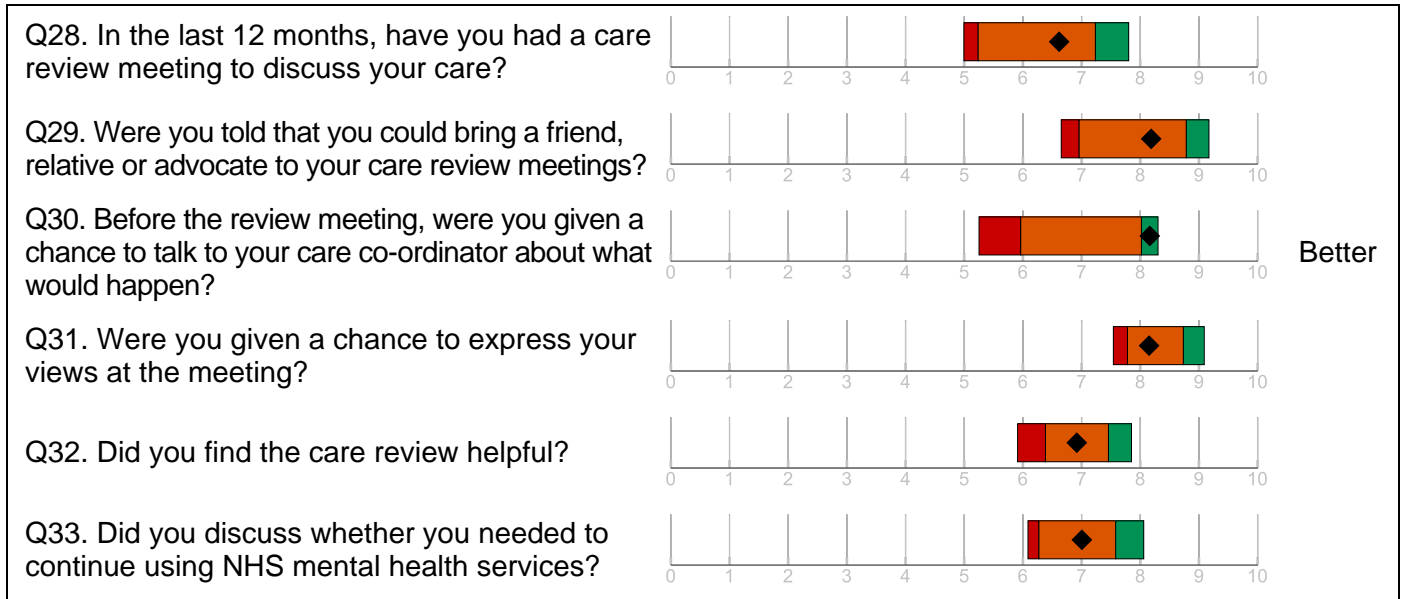 Q28. In the last 12 months, have you had a care
review meeting to discuss your care?
0 1 2 3 4 5 6 7 8 9 10
Q29. Were you told that you could bring a friend,
relative or advocate to your care review meetings?
0 1 2 3 4 5 6 7 8 9 10
Q30. Before the review meeting, were you given a
chance to talk to your care co-ordinator about what
would happen?
0 1 2 3 4 5 6 7 8 9 10
Better
Q31. Were you given a chance to express your
views at the meeting?
0 1 2 3 4 5 6 7 8 9 10
Q32. Did you find the care review helpful?
0 1 2 3 4 5 6 7 8 9 10
Q33. Did you discuss whether you needed to
continue using NHS mental health services?
0 1 2 3 4 5 6 7 8 9 10